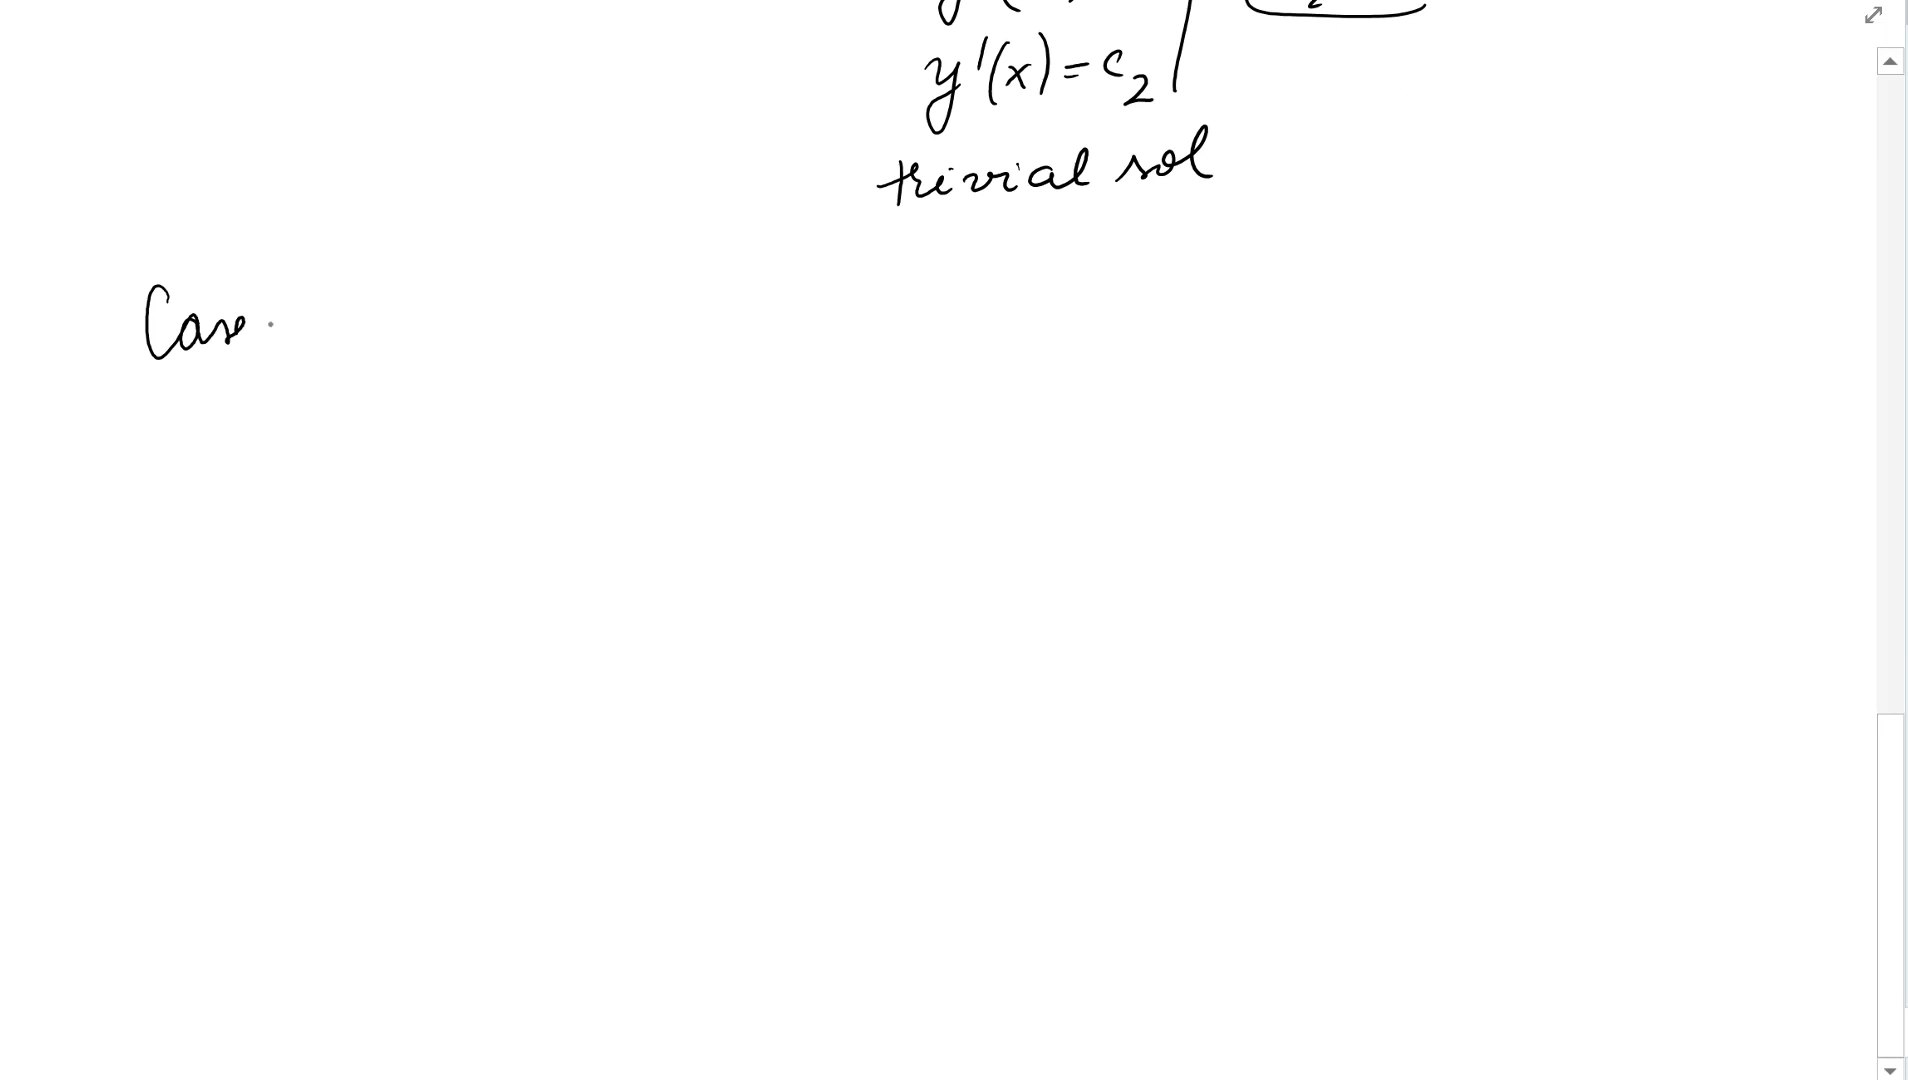 y'(x) = c₂
trivial sol
Case